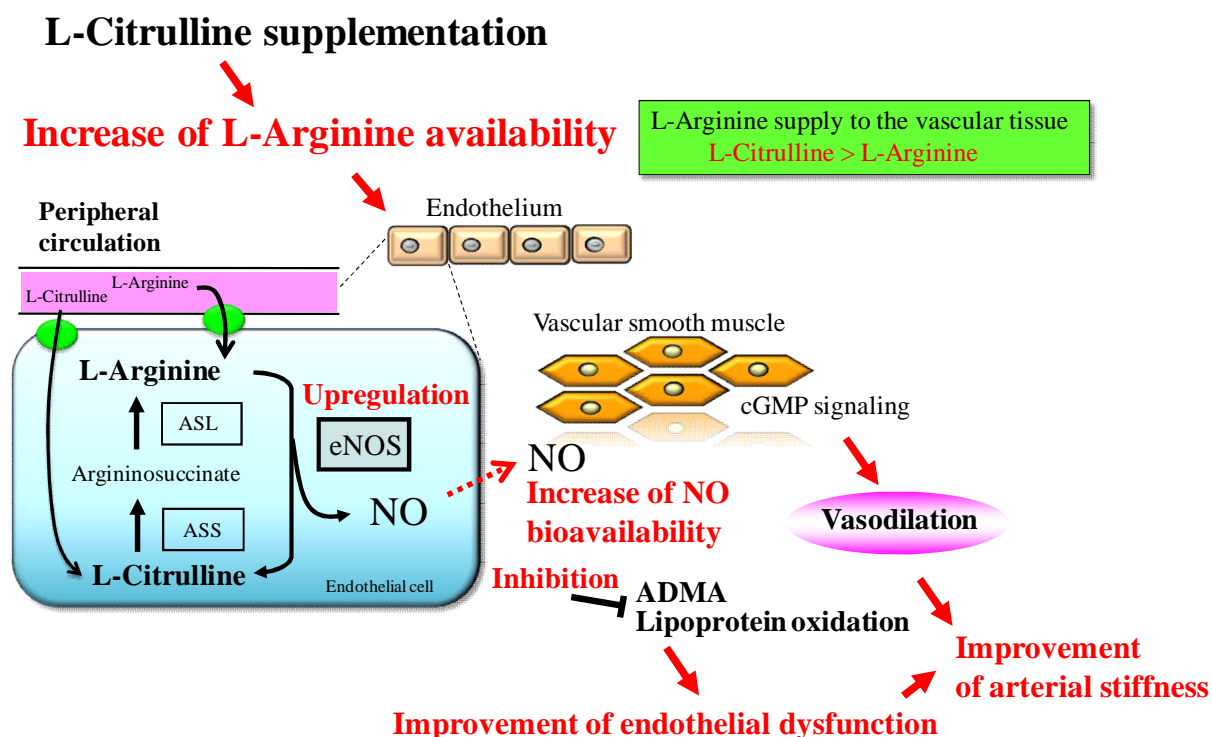 L-Citrulline supplementation
Increase of L-Arginine availability
L-Arginine supply to the vascular tissue
L-Citrulline > L-Arginine
Peripheral
circulation
Endothelium
L-Arginine
L-Citrulline
Vascular smooth muscle
cGMP signaling
L-Arginine
Upregulation
ASL
eNOS
Argininosuccinate
NO
ASS
L-Citrulline
Endothelial cell
NO
Increase of NO
bioavailability
Vasodilation
Inhibition
ADMA
Lipoprotein oxidation
Improvement
of arterial stiffness
Improvement of endothelial dysfunction